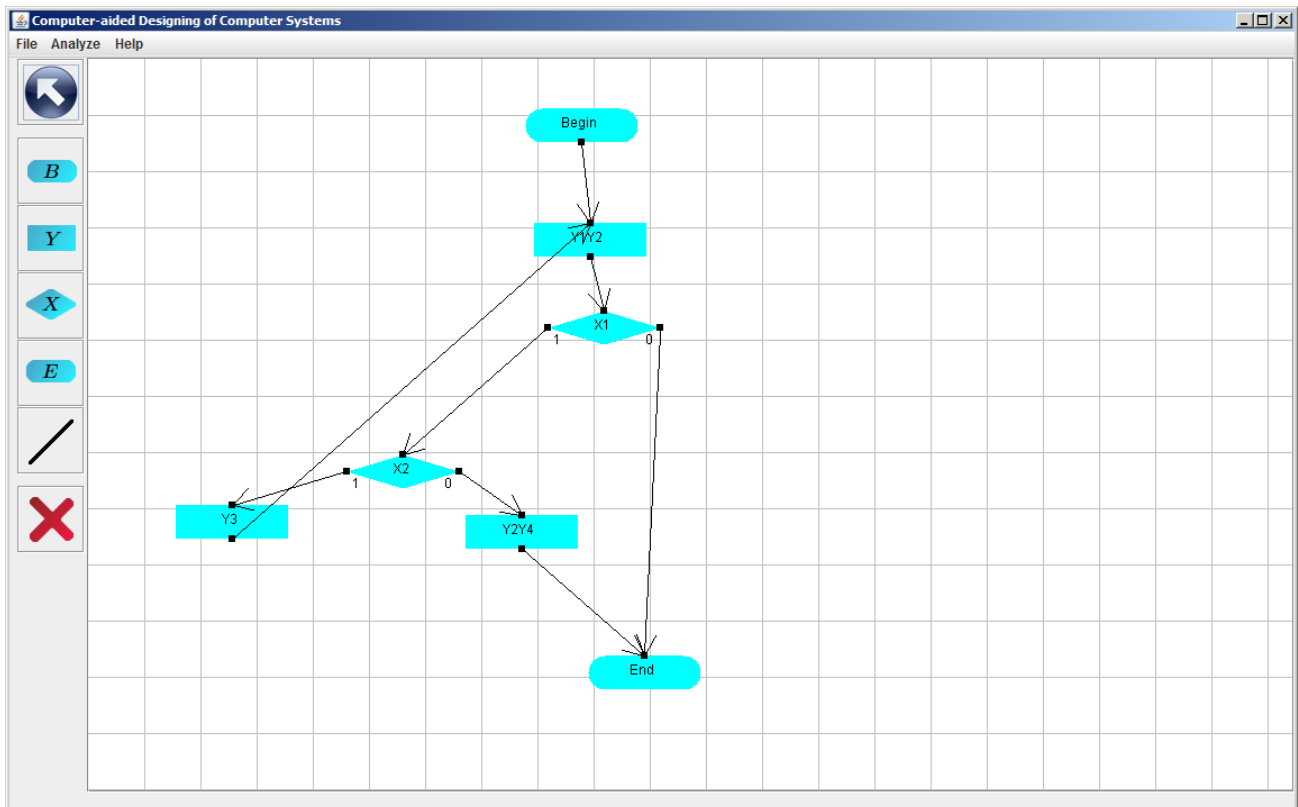 Computer-aided Designing of Computer Systems
File Analyze Help
B
Y
X
E
Begin
Y1Y2
X1
1 0
X2
1 0
Y3
Y2Y4
End